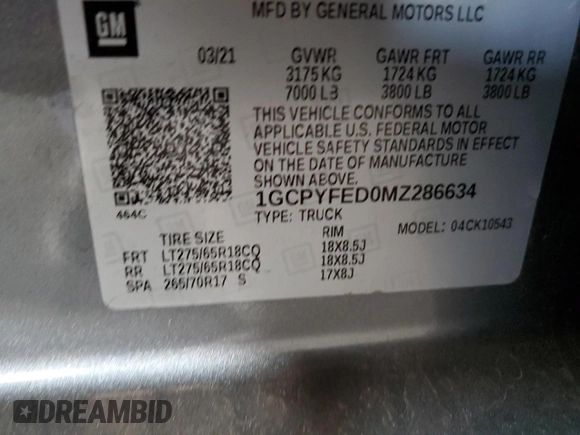 GM
MFD BY GENERAL MOTORS LLC
03/21 GVWR GAWR FRT GAWR RR
3175 KG 1724 KG 1724 KG
7000 LB 3800 LB 3800 LB
THIS VEHICLE CONFORMS TO ALL
APPLICABLE U.S. FEDERAL MOTOR
VEHICLE SAFETY STANDARDS IN EFFECT
ON THE DATE OF MANUFACTURE
SHOWN ABOVE.
464C
1GCPYFED0MZ286634
TYPE: TRUCK MODEL: 04CK10543
TIRE SIZE RIM
FRT LT275/65R18CQ 18X8.5J
RR LT275/65R18CQ 18X8.5J
SPA 265/70R17 S 17X8J
DREAMBID